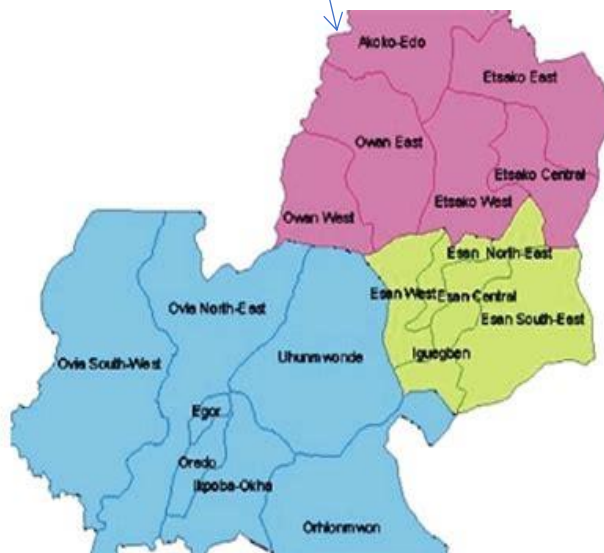 Akoko-Edo
Etsako East
Owan East
Etsako Central
Etsako West
Owan West
Esan North-East
Esan West
Esan-Central
Esan South-East
Iguegben
Ovia North-East
Ovia South-West
Uhunmwonde
Egor
Oredo
Ikpoba-Okha
Orhionmwon